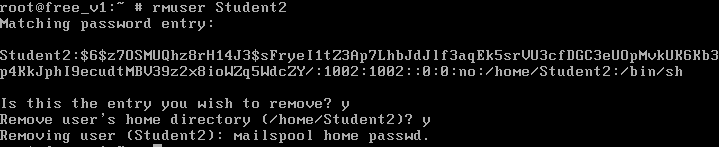 root@free_v1:~ # rmuser Student2
Matching password entry:
Student2:$6$z7OSMUQhz8rH14J3$sFryeI1tZ3Ap7LhbJdJlf3aqEk5srVU3cfDGC3eUOpMvkUK6Kb3
p4KkJphI9ecudtMBV39z2x8ioWZq5WdcZY/:1002:1002::0:0:no:/home/Student2:/bin/sh
Is this the entry you wish to remove? y
Remove user's home directory (/home/Student2)? y
Removing user (Student2): mailspool home passwd.